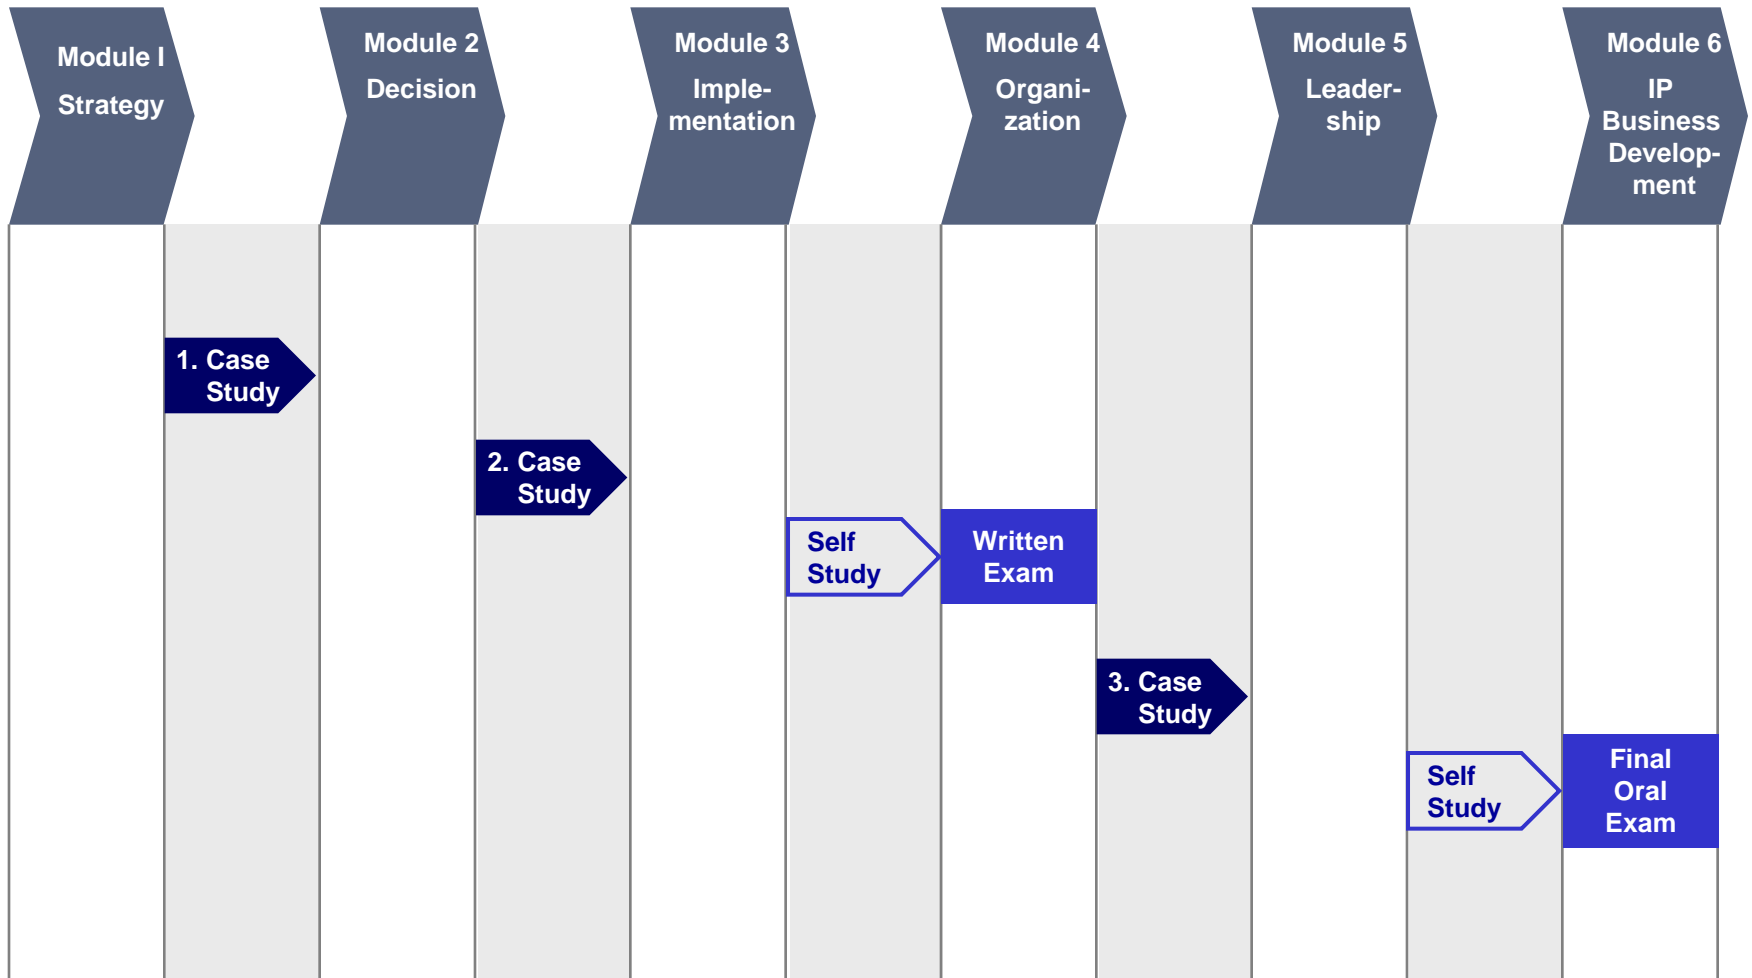 Module I
Strategy
Module 2
Decision
Module 3
Imple-
mentation
Module 4
Organi-
zation
Module 5
Leader-
ship
Module 6
IP
Business
Develop-
ment
1. Case
Study
2. Case
Study
Self
Study
Written
Exam
3. Case
Study
Self
Study
Final
Oral
Exam